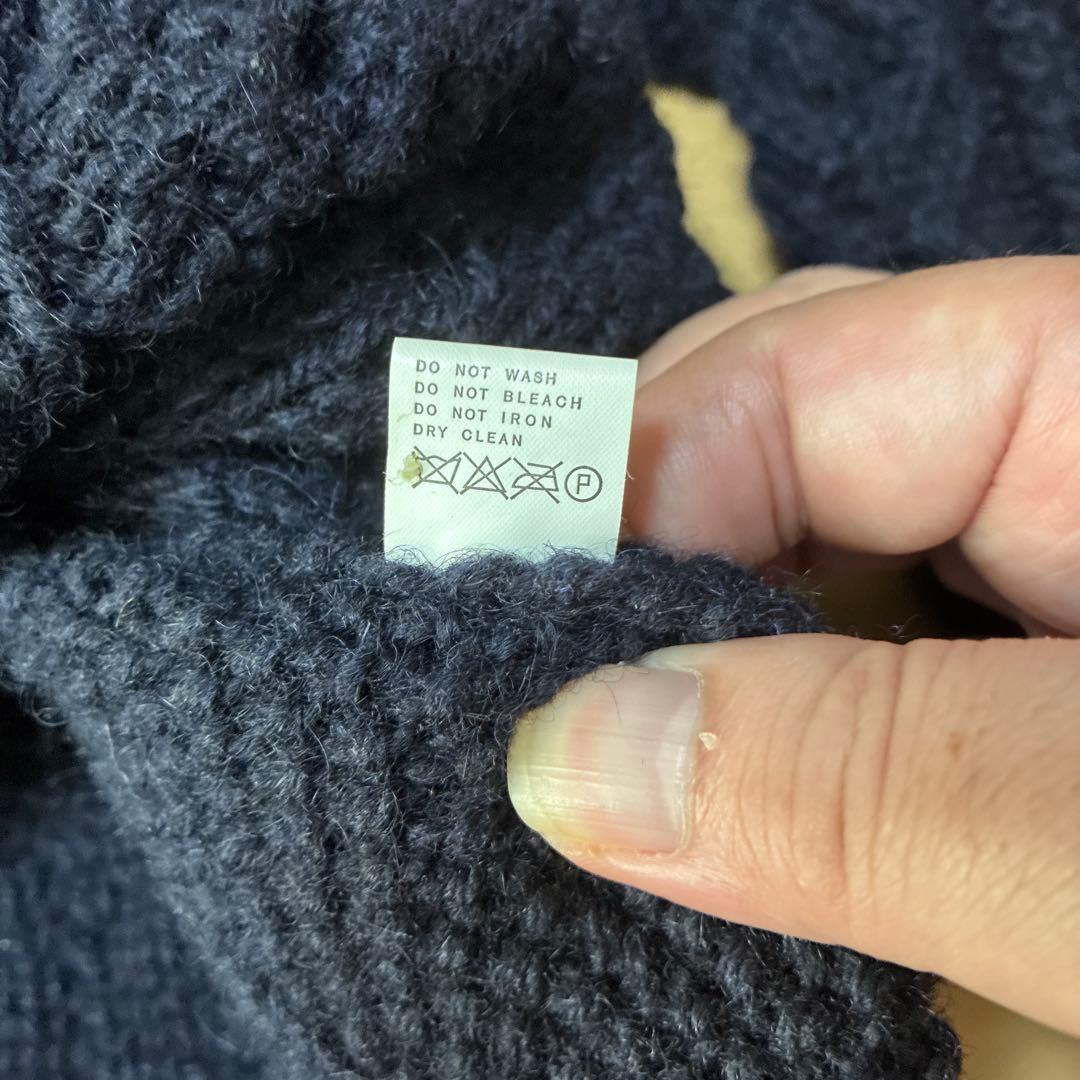 DO NOT WASH
DO NOT BLEACH
DO NOT IRON
DRY CLEAN
P